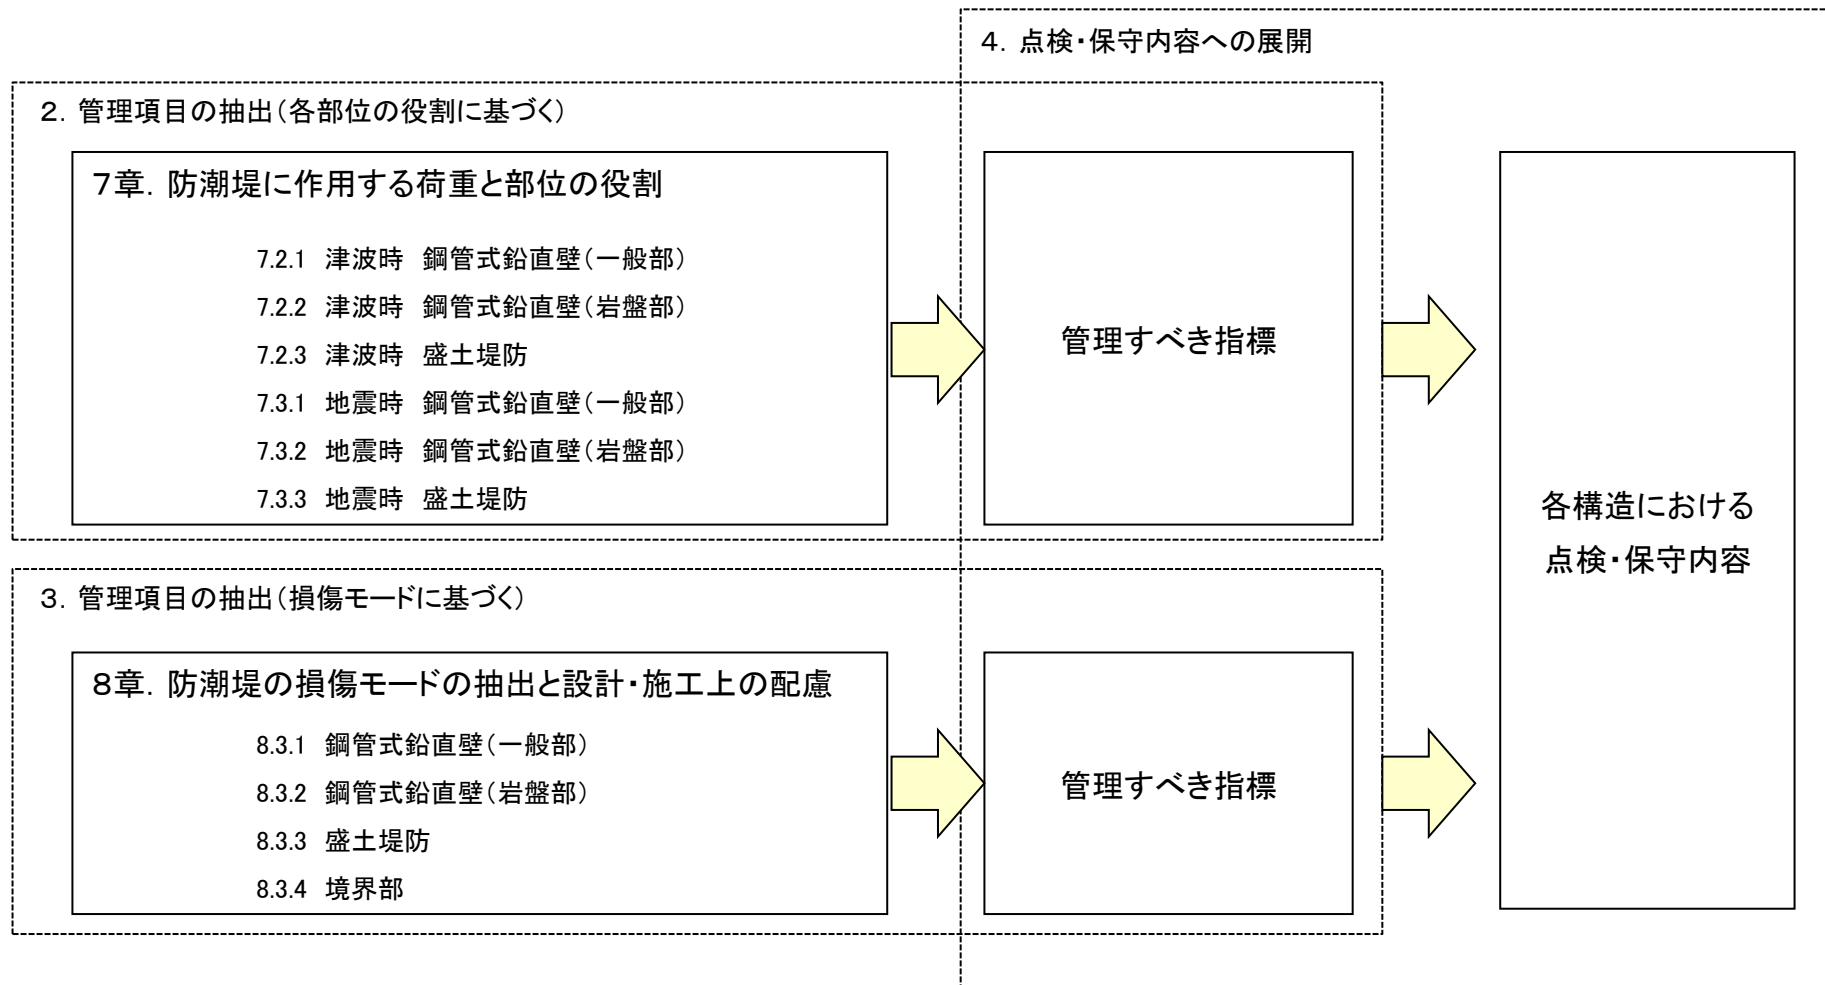 4．点検・保守内容への展開
2．管理項目の抽出（各部位の役割に基づく）
7章．防潮堤に作用する荷重と部位の役割
7.2.1 津波時 鋼管式鉛直壁（一般部）
7.2.2 津波時 鋼管式鉛直壁（岩盤部）
7.2.3 津波時 盛土堤防
7.3.1 地震時 鋼管式鉛直壁（一般部）
7.3.2 地震時 鋼管式鉛直壁（岩盤部）
7.3.3 地震時 盛土堤防
管理すべき指標
3．管理項目の抽出（損傷モードに基づく）
8章．防潮堤の損傷モードの抽出と設計・施工上の配慮
8.3.1 鋼管式鉛直壁（一般部）
8.3.2 鋼管式鉛直壁（岩盤部）
8.3.3 盛土堤防
8.3.4 境界部
管理すべき指標
各構造における
点検・保守内容